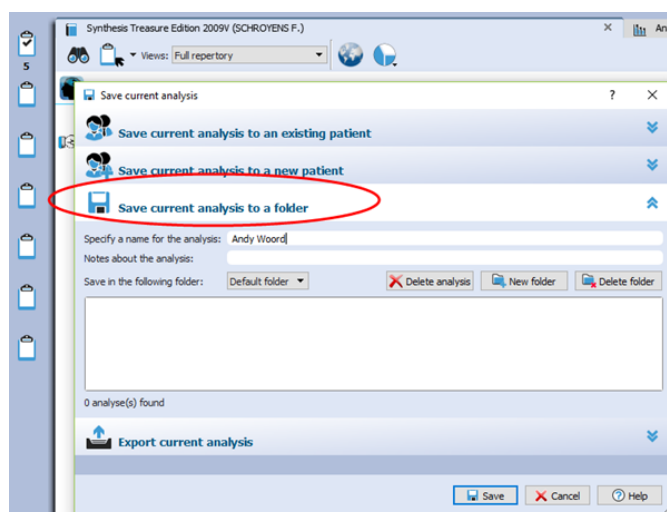 Synthesis Treasure Edition 2009V (SCHROYENS F.)
An
5
Views: Full repertory
Save current analysis
Save current analysis to an existing patient
Save current analysis to a new patient
Save current analysis to a folder
Specify a name for the analysis: Andy Woord
Notes about the analysis:
Save in the following folder: Default folder Delete analysis New folder Delete folder
0 analyse(s) found
Export current analysis
Save Cancel Help